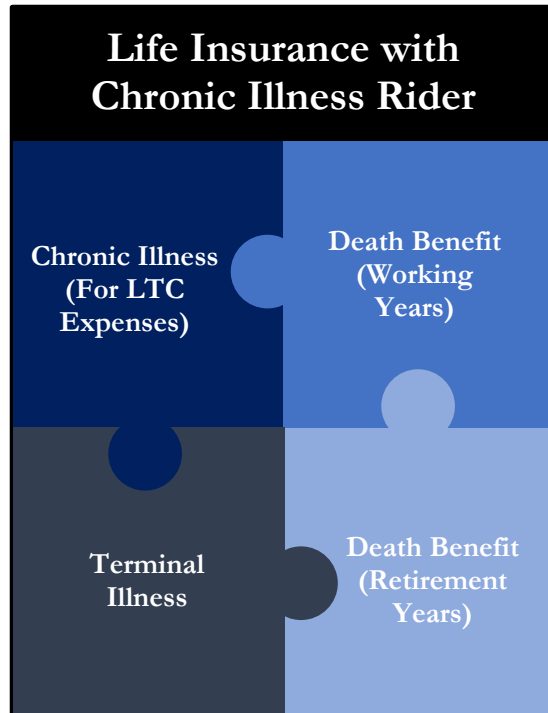 Life Insurance with
Chronic Illness Rider
Chronic Illness
(For LTC
Expenses)
Death Benefit
(Working
Years)
Terminal
Illness
Death Benefit
(Retirement
Years)